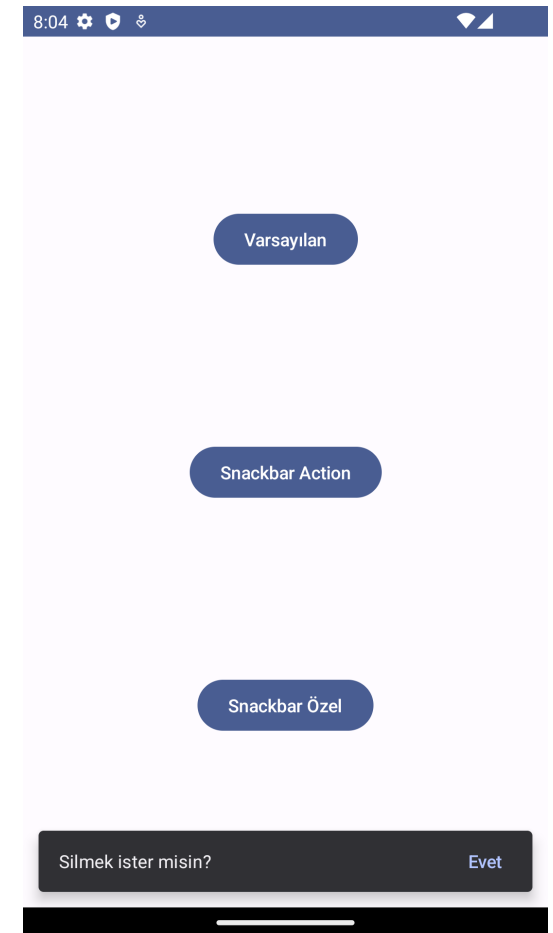 8:04
Varsayılan
Snackbar Action
Snackbar Özel
Silmek ister misin? Evet